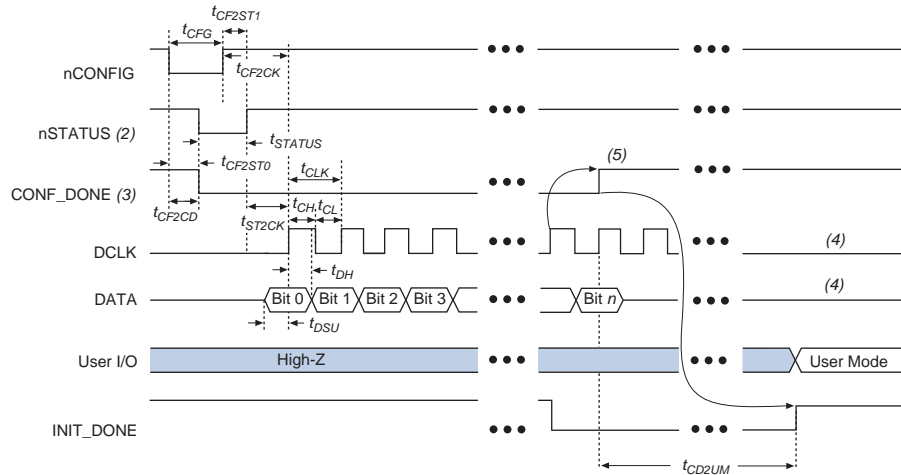 tCF2ST1
tCFG
tCF2CK
nCONFIG
nSTATUS (2)
tSTATUS
tCF2ST0
tCLK
(5)
CONF_DONE (3)
tCF2CD
tST2CK
tCH
tCL
DCLK
(4)
tDH
DATA
Bit 0
Bit 1
Bit 2
Bit 3
Bit n
(4)
tDSU
User I/O
High-Z
User Mode
INIT_DONE
tCD2UM